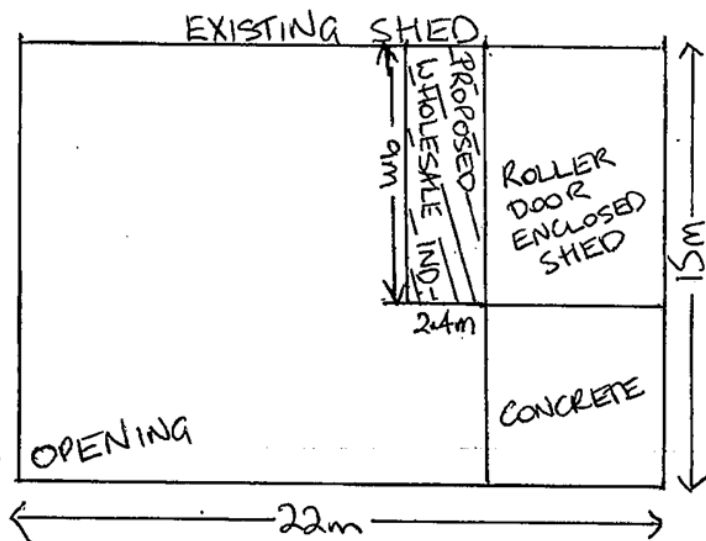 EXISTING SHED
PROPOSED
WHOLESALE IND
9m
2.4m
ROLLER
DOOR
ENCLOSED
SHED
15m
CONCRETE
OPENING
22m